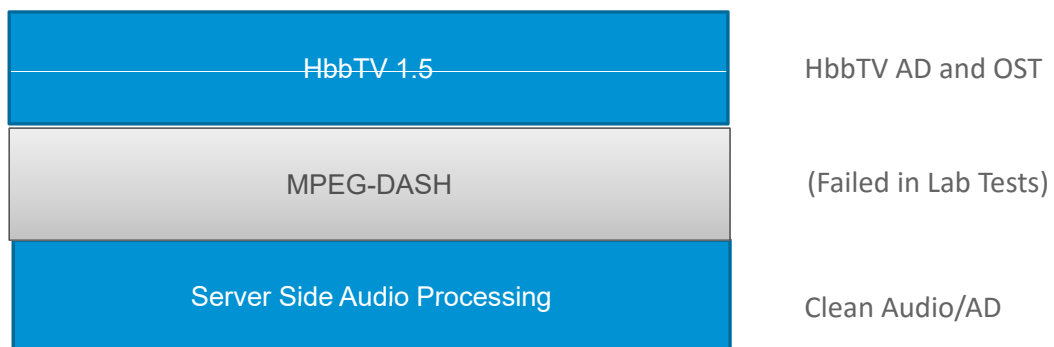 HbbTV 1.5
HbbTV AD and OST
MPEG-DASH
(Failed in Lab Tests)
Server Side Audio Processing
Clean Audio/AD